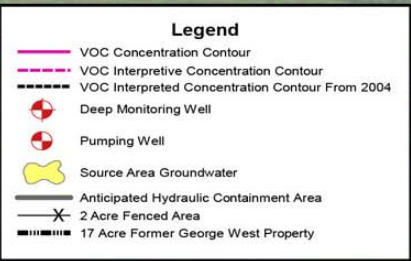 Legend
VOC Concentration Contour
VOC Interpretive Concentration Contour
VOC Interpreted Concentration Contour From 2004
Deep Monitoring Well
Pumping Well
Source Area Groundwater
Anticipated Hydraulic Containment Area
X 2 Acre Fenced Area
17 Acre Former George West Property